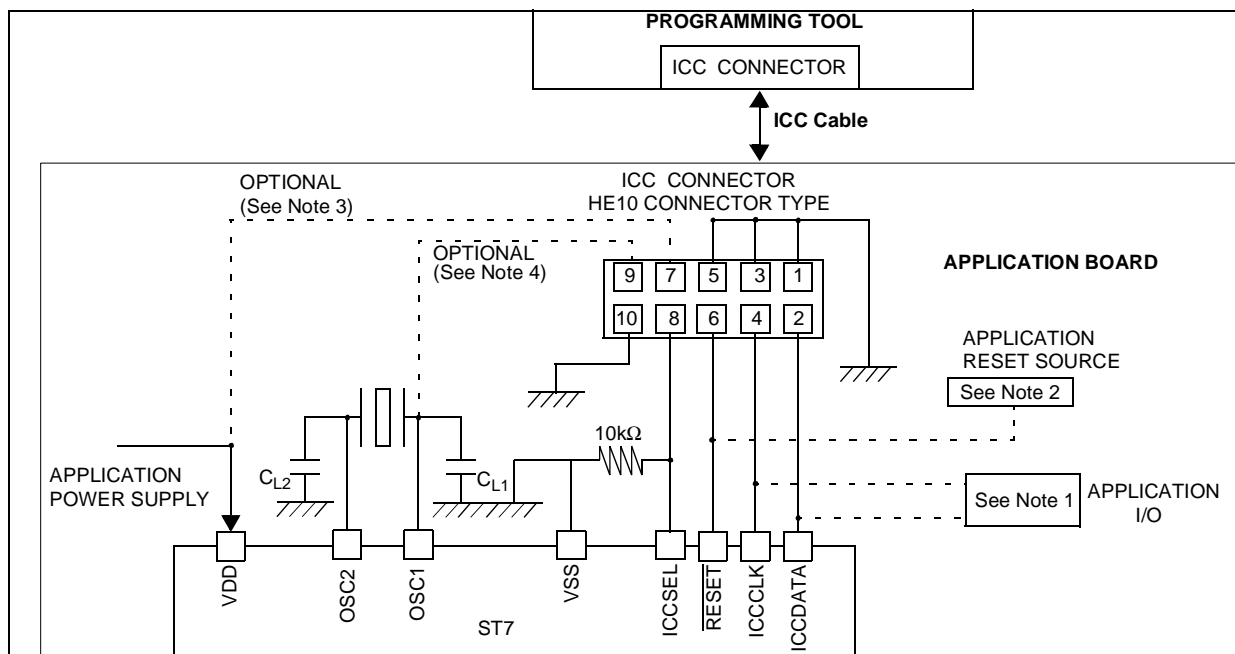 PROGRAMMING TOOL
ICC CONNECTOR
ICC Cable
OPTIONAL
(See Note 3)
ICC CONNECTOR
HE10 CONNECTOR TYPE
OPTIONAL
(See Note 4)
9 7 5 3 1
10 8 6 4 2
APPLICATION BOARD
APPLICATION
RESET SOURCE
See Note 2
10kΩ
APPLICATION
POWER SUPPLY
CL2
CL1
See Note 1
APPLICATION
I/O
VDD
OSC2
OSC1
VSS
ICCSEL
RESET
ICCCLK
ICCDATA
ST7